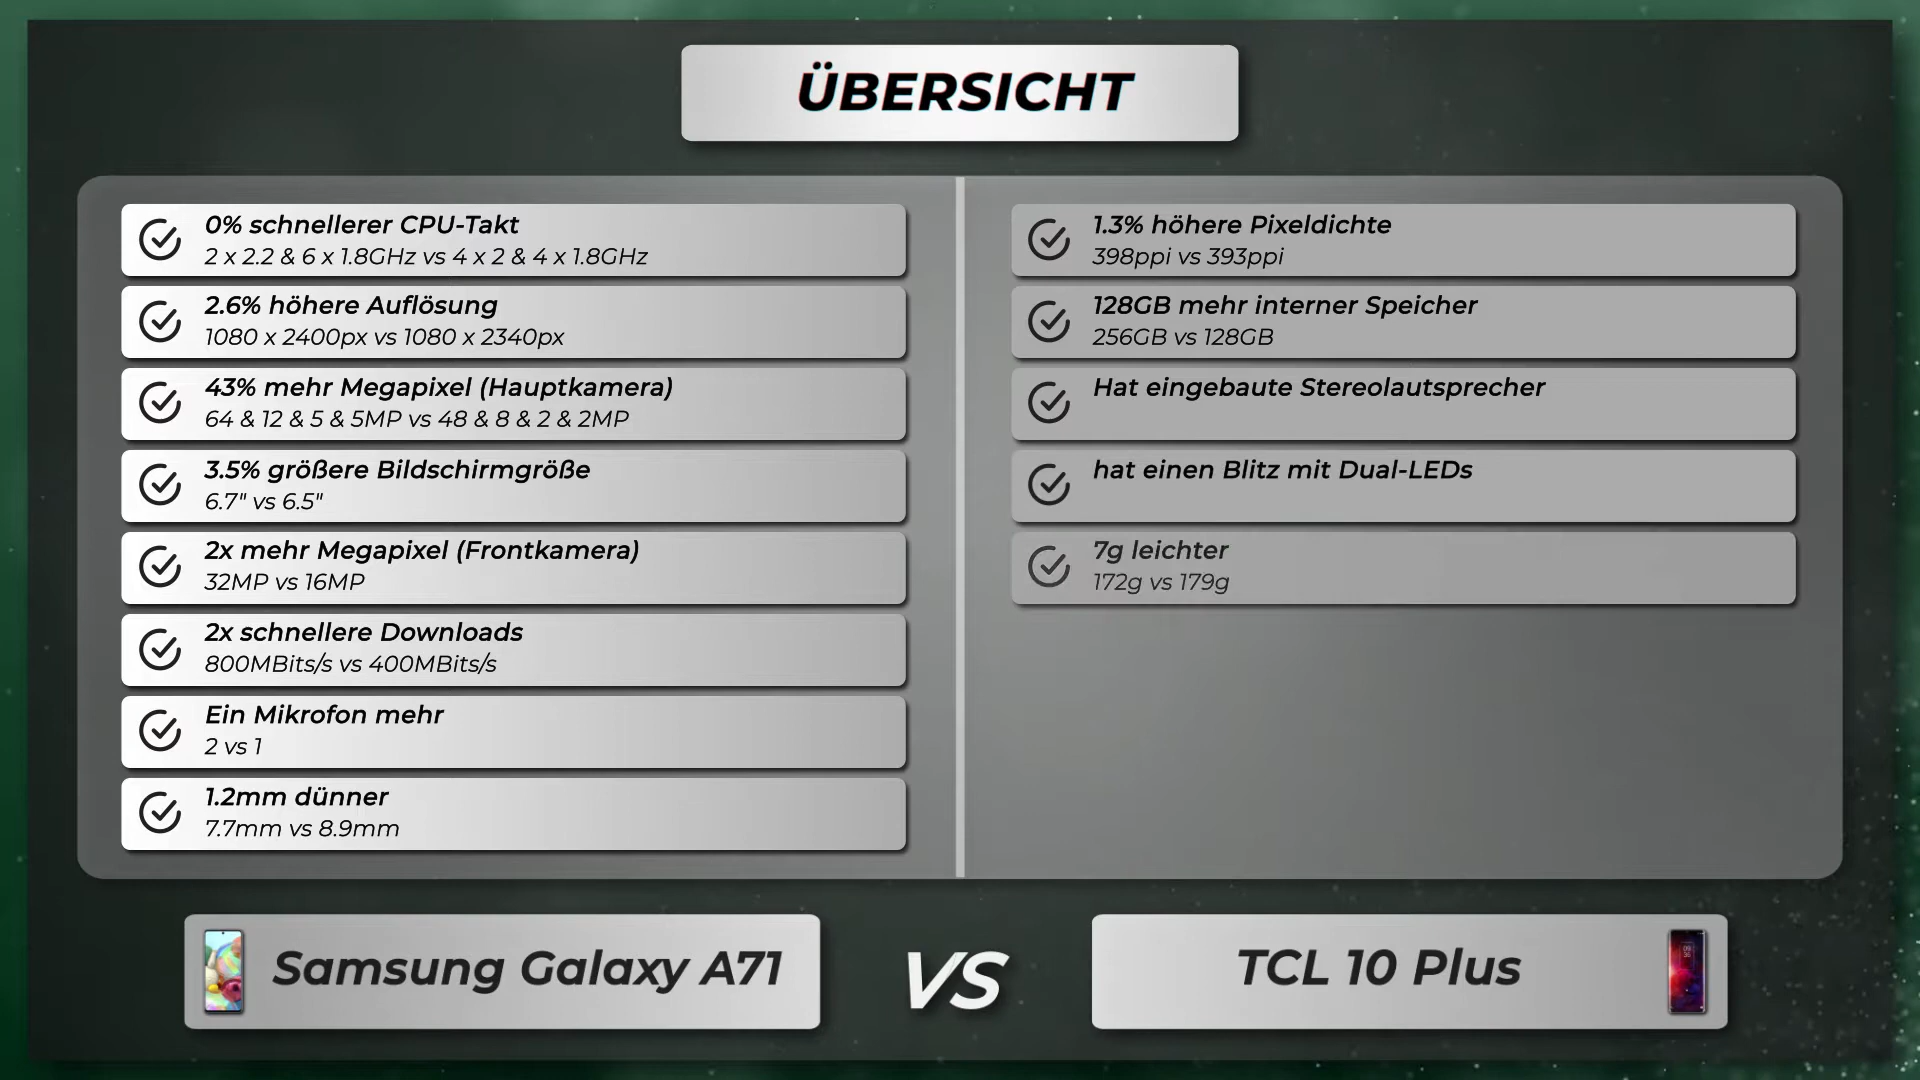 ÜBERSICHT
0% schnellerer CPU-Takt
2 x 2.2 & 6 x 1.8GHz vs 4 x 2 & 4 x 1.8GHz
2.6% höhere Auflösung
1080 x 2400px vs 1080 x 2340px
43% mehr Megapixel (Hauptkamera)
64 & 12 & 5 & 5MP vs 48 & 8 & 2 & 2MP
3.5% größere Bildschirmgröße
6.7" vs 6.5"
2x mehr Megapixel (Frontkamera)
32MP vs 16MP
2x schnellere Downloads
800MBits/s vs 400MBits/s
Ein Mikrofon mehr
2 vs 1
1.2mm dünner
7.7mm vs 8.9mm
1.3% höhere Pixeldichte
398ppi vs 393ppi
128GB mehr interner Speicher
256GB vs 128GB
Hat eingebaute Stereolautsprecher
hat einen Blitz mit Dual-LEDs
7g leichter
172g vs 179g
Samsung Galaxy A71
VS
TCL 10 Plus